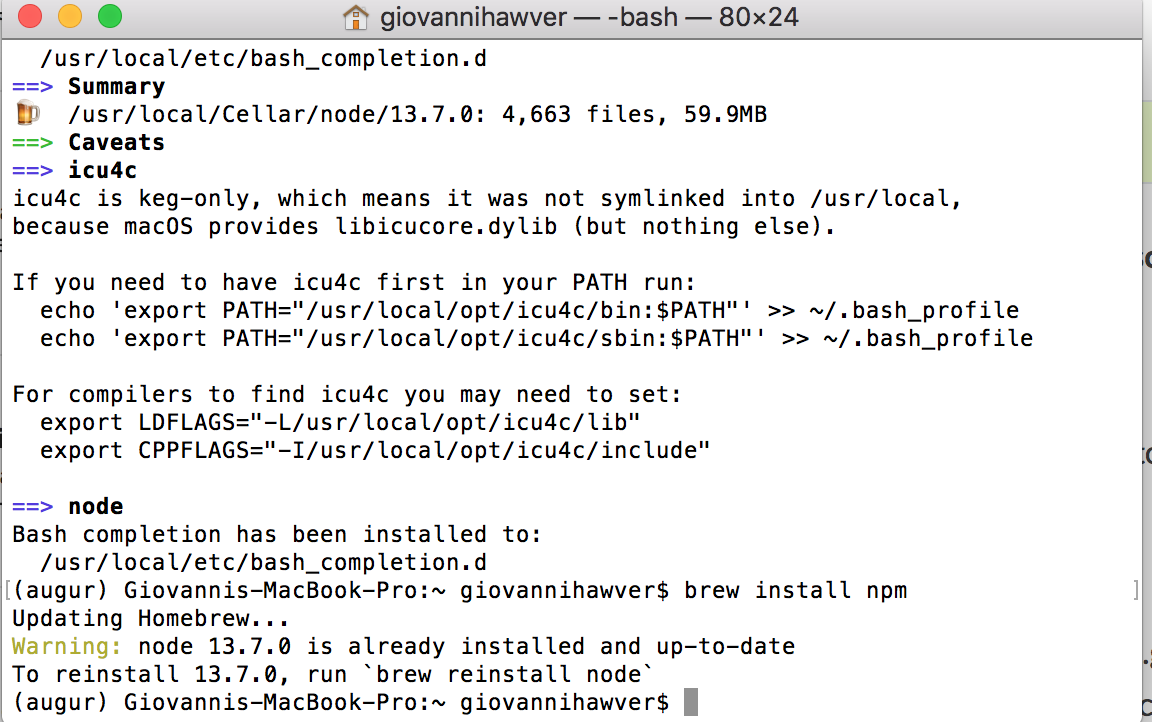 giovannihawver — -bash — 80×24
/usr/local/etc/bash_completion.d
==> Summary
🍺  /usr/local/Cellar/node/13.7.0: 4,663 files, 59.9MB
==> Caveats
==> icu4c
icu4c is keg-only, which means it was not symlinked into /usr/local,
because macOS provides libicucore.dylib (but nothing else).
If you need to have icu4c first in your PATH run:
echo 'export PATH="/usr/local/opt/icu4c/bin:$PATH"' >> ~/.bash_profile
echo 'export PATH="/usr/local/opt/icu4c/sbin:$PATH"' >> ~/.bash_profile
For compilers to find icu4c you may need to set:
export LDFLAGS="-L/usr/local/opt/icu4c/lib"
export CPPFLAGS="-I/usr/local/opt/icu4c/include"
==> node
Bash completion has been installed to:
/usr/local/etc/bash_completion.d
[(augur) Giovannis-MacBook-Pro:~ giovannihawver$ brew install npm ]
Updating Homebrew...
Warning: node 13.7.0 is already installed and up-to-date
To reinstall 13.7.0, run `brew reinstall node`
(augur) Giovannis-MacBook-Pro:~ giovannihawver$